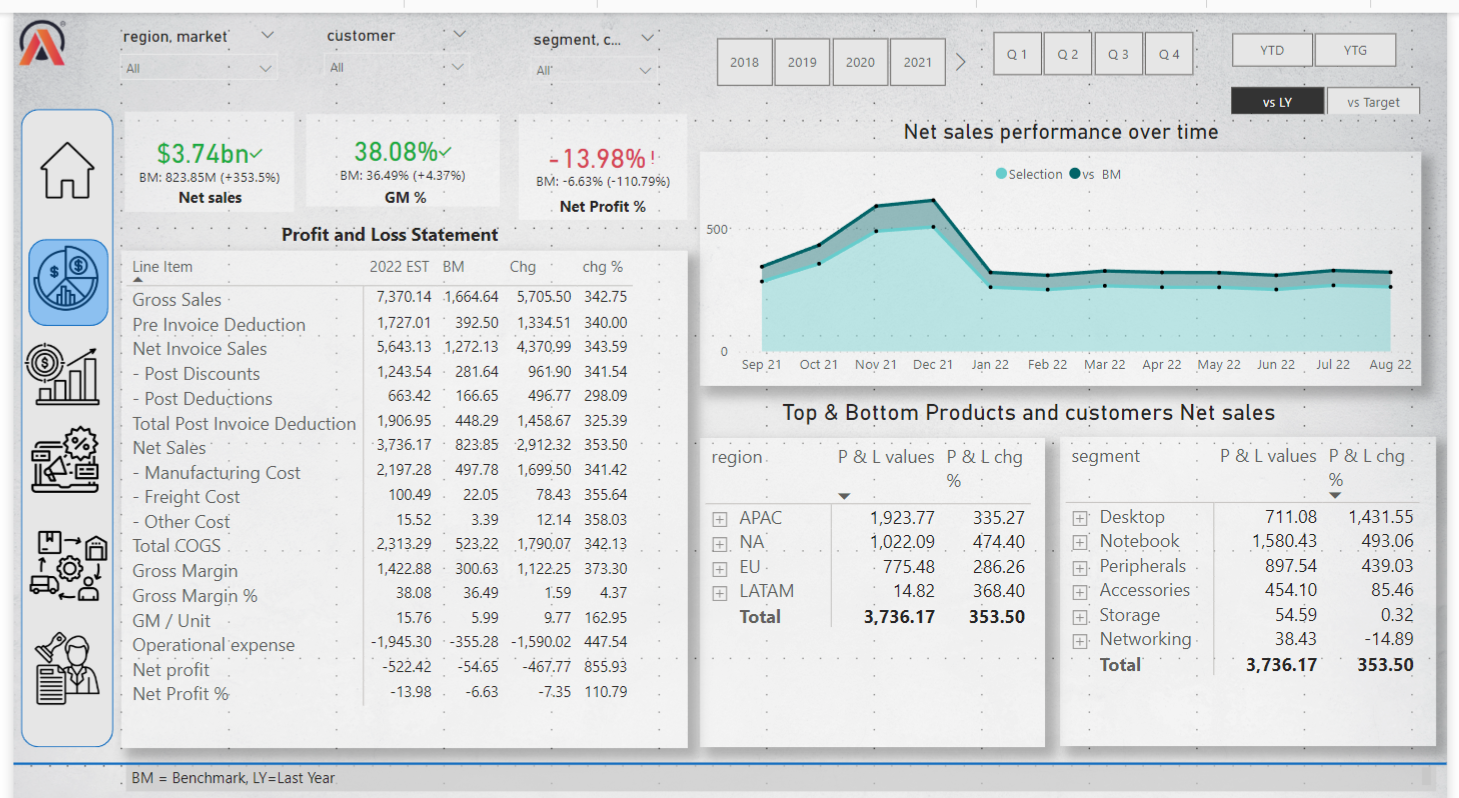 region, market
All
customer
All
segment, c...
All
2018 2019 2020 2021
Q 1 Q 2 Q 3 Q 4
YTD YTG
vs LY vs Target
$3.74bn
BM: 823.85M (+353.5%)
Net sales
38.08%
BM: 36.49% (+4.37%)
GM %
-13.98% !
BM: -6.63% (-110.79%)
Net Profit %
Net sales performance over time
Selection vs BM
500
0
Sep 21 Oct 21 Nov 21 Dec 21 Jan 22 Feb 22 Mar 22 Apr 22 May 22 Jun 22 Jul 22 Aug 22
Profit and Loss Statement
Line Item 2022 EST BM Chg chg %
Gross Sales 7,370.14 1,664.64 5,705.50 342.75
Pre Invoice Deduction 1,727.01 392.50 1,334.51 340.00
Net Invoice Sales 5,643.13 1,272.13 4,370.99 343.59
- Post Discounts 1,243.54 281.64 961.90 341.54
- Post Deductions 663.42 166.65 496.77 298.09
Total Post Invoice Deduction 1,906.95 448.29 1,458.67 325.39
Net Sales 3,736.17 823.85 2,912.32 353.50
- Manufacturing Cost 2,197.28 497.78 1,699.50 341.42
- Freight Cost 100.49 22.05 78.43 355.64
- Other Cost 15.52 3.39 12.14 358.03
Total COGS 2,313.29 523.22 1,790.07 342.13
Gross Margin 1,422.88 300.63 1,122.25 373.30
Gross Margin % 38.08 36.49 1.59 4.37
GM / Unit 15.76 5.99 9.77 162.95
Operational expense -1,945.30 -355.28 -1,590.02 447.54
Net profit -522.42 -54.65 -467.77 855.93
Net Profit % -13.98 -6.63 -7.35 110.79
Top & Bottom Products and customers Net sales
region P & L values P & L chg
%
APAC 1,923.77 335.27
NA 1,022.09 474.40
EU 775.48 286.26
LATAM 14.82 368.40
Total 3,736.17 353.50
segment P & L values P & L chg
%
Desktop 711.08 1,431.55
Notebook 1,580.43 493.06
Peripherals 897.54 439.03
Accessories 454.10 85.46
Storage 54.59 0.32
Networking 38.43 -14.89
Total 3,736.17 353.50
BM = Benchmark, LY=Last Year